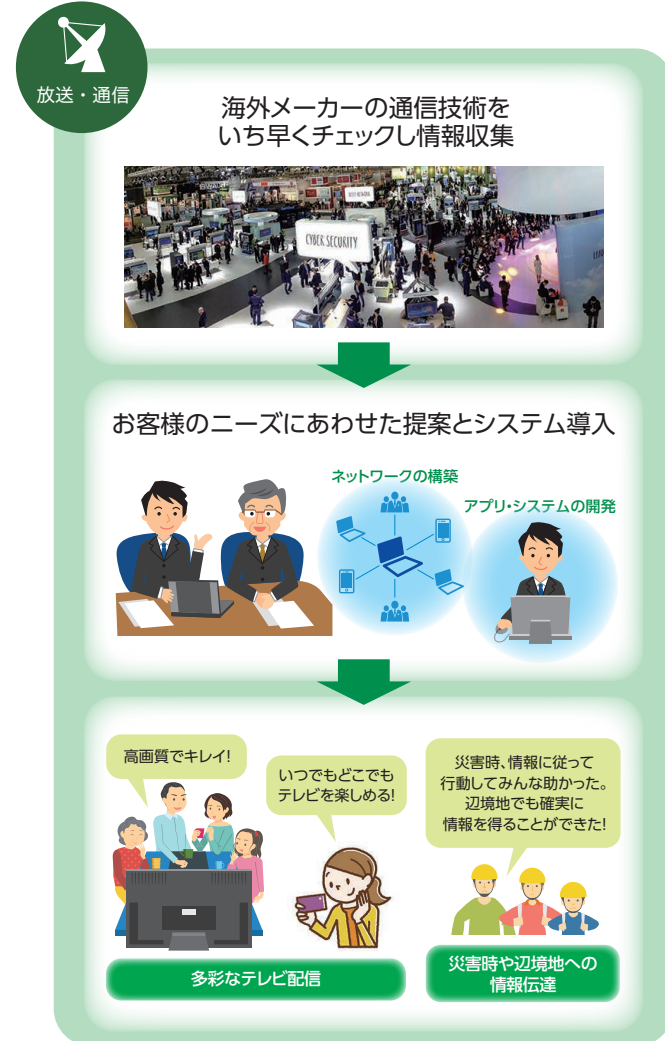 放送・通信
海外メーカーの通信技術を
いち早くチェックし情報収集
CYBER SECURITY
お客様のニーズにあわせた提案とシステム導入
ネットワークの構築
アプリ・システムの開発
高画質でキレイ!
いつでもどこでも
テレビを楽しめる!
災害時、情報に従って
行動してみんな助かった。
辺境地でも確実に
情報を得ることができた!
多彩なテレビ配信
災害時や辺境地への
情報伝達